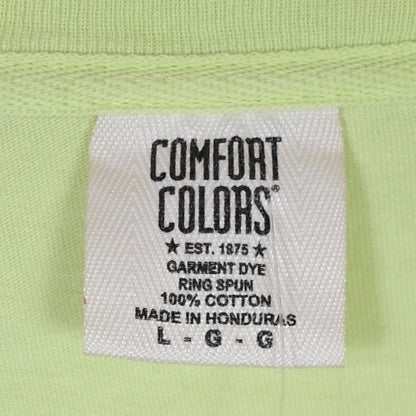 COMFORT
COLORS®
★ EST. 1975 ★
GARMENT DYE
RING SPUN
100% COTTON
MADE IN HONDURAS
L - G - G